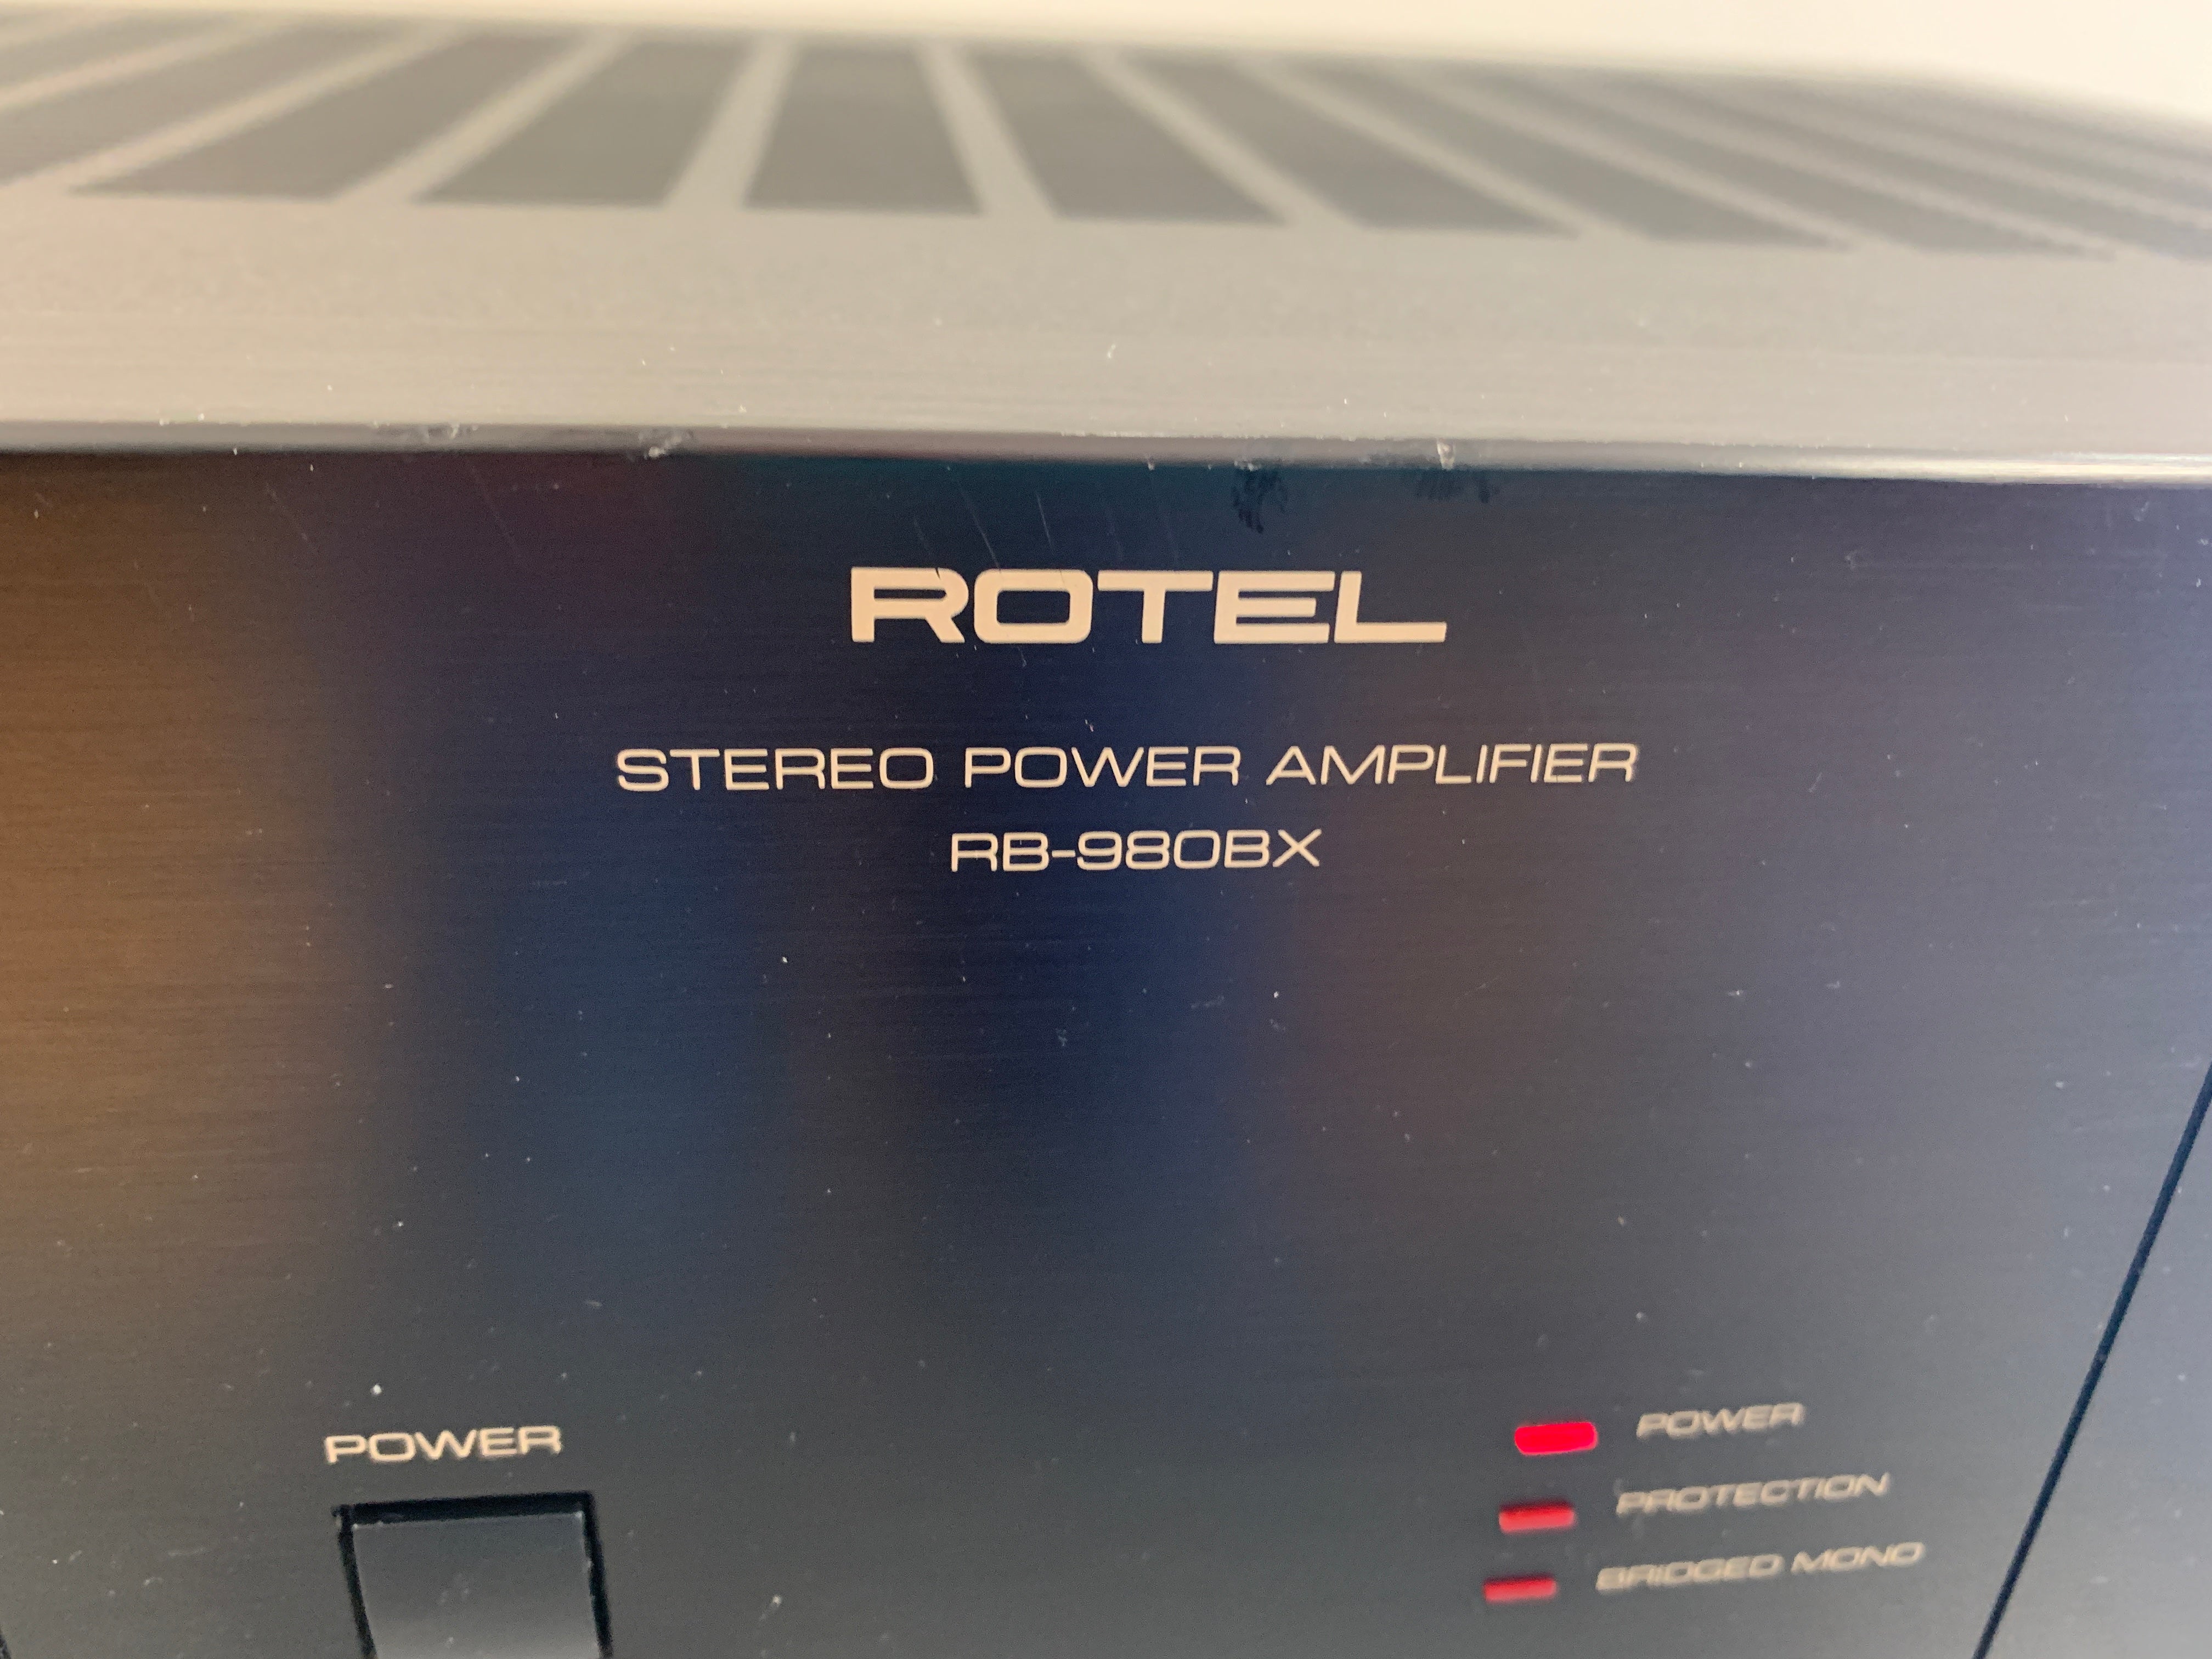 ROTEL
STEREO POWER AMPLIFIER
RB-980BX
POWER
POWER
PROTECTION
BRIDGED MONO